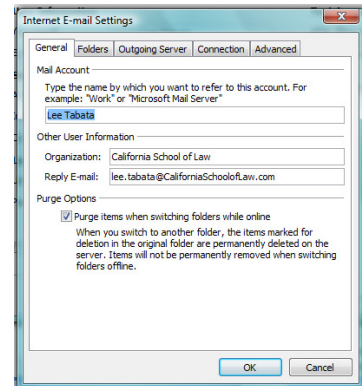 Internet E-mail Settings
General Folders Outgoing Server Connection Advanced
Mail Account
Type the name by which you want to refer to this account. For
example: "Work" or "Microsoft Mail Server"
Lee Tabata
Other User Information
Organization: California School of Law
Reply E-mail: lee.tabata@CaliforniaSchoolofLaw.com
Purge Options
Purge items when switching folders while online
When you switch to another folder, the items marked for
deletion in the original folder are permanently deleted on the
server. Items will not be permanently removed when switching
folders offline.
OK Cancel